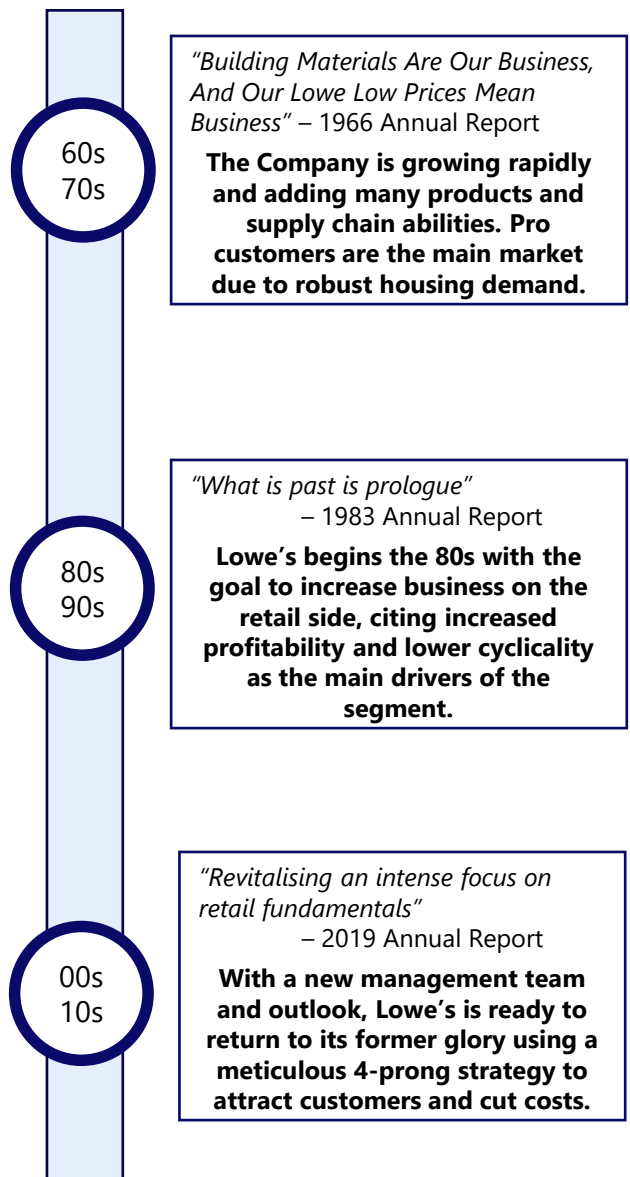 60s
70s
“Building Materials Are Our Business,
And Our Lowe Low Prices Mean
Business” – 1966 Annual Report
The Company is growing rapidly
and adding many products and
supply chain abilities. Pro
customers are the main market
due to robust housing demand.
80s
90s
“What is past is prologue”
– 1983 Annual Report
Lowe’s begins the 80s with the
goal to increase business on the
retail side, citing increased
profitability and lower cyclicality
as the main drivers of the
segment.
00s
10s
“Revitalising an intense focus on
retail fundamentals”
– 2019 Annual Report
With a new management team
and outlook, Lowe’s is ready to
return to its former glory using a
meticulous 4-prong strategy to
attract customers and cut costs.